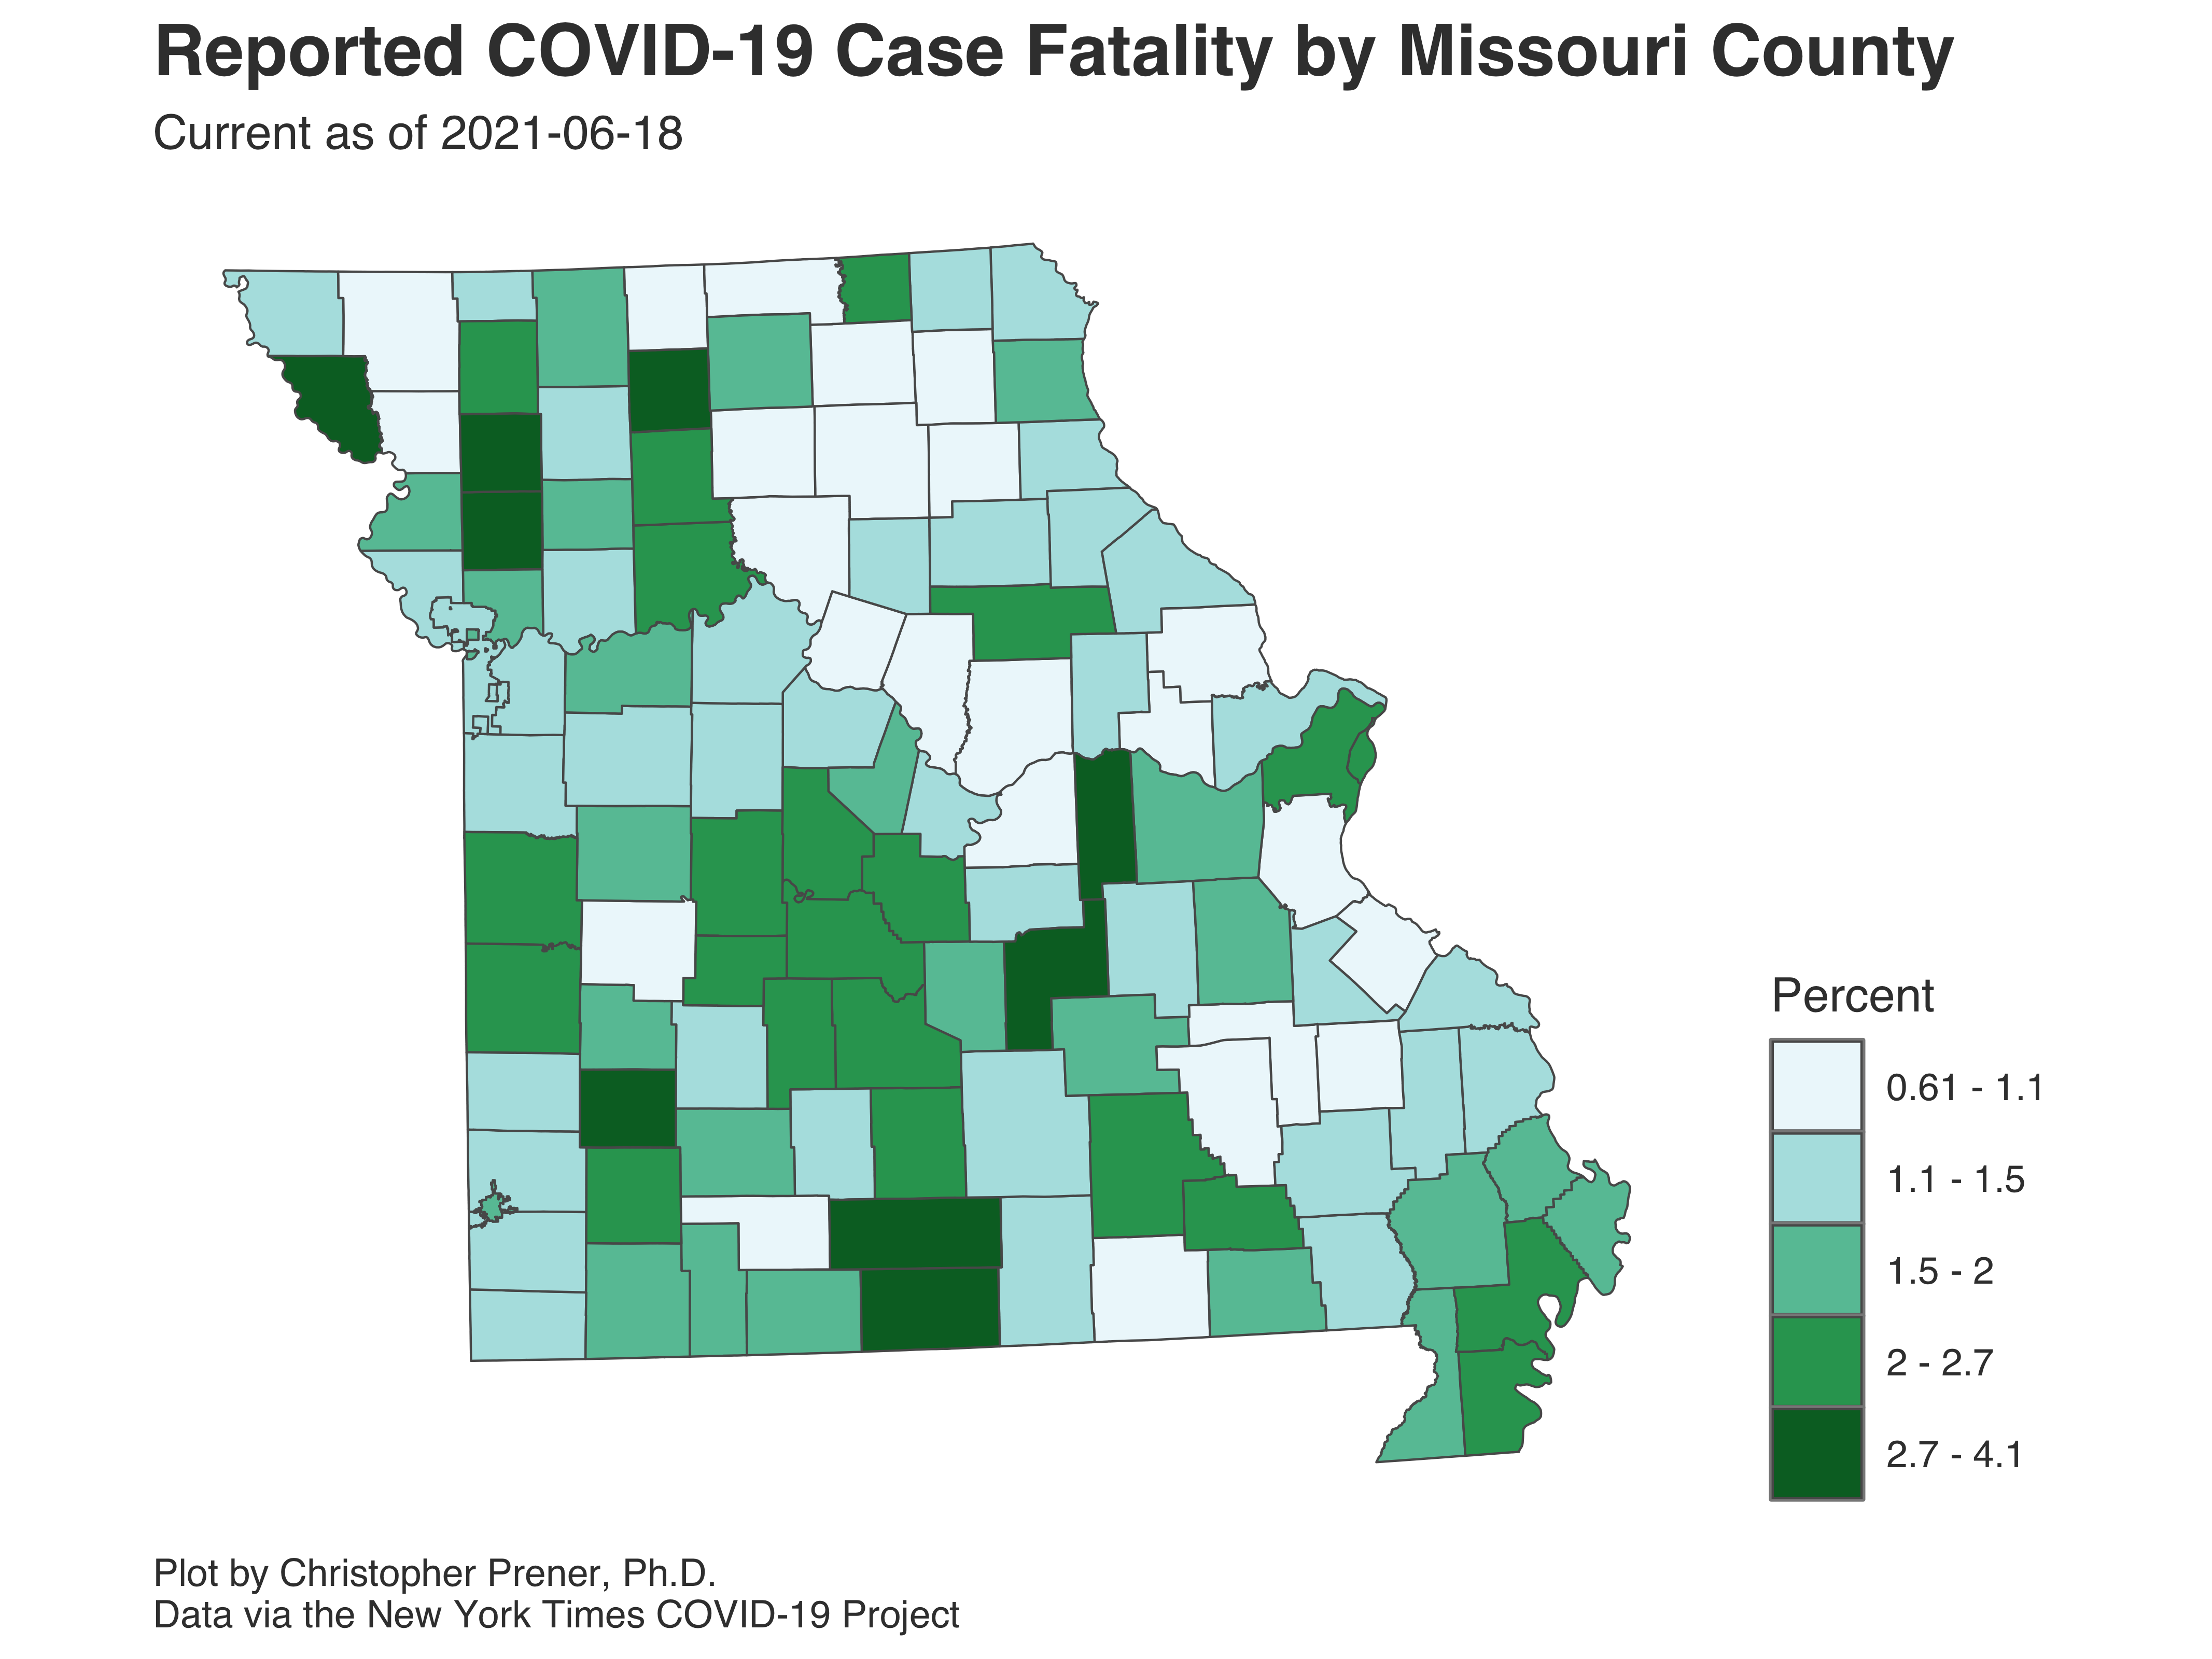 Reported COVID-19 Case Fatality by Missouri County
Current as of 2021-06-18
Percent
0.61 - 1.1
1.1 - 1.5
1.5 - 2
2 - 2.7
2.7 - 4.1
Plot by Christopher Prener, Ph.D.
Data via the New York Times COVID-19 Project